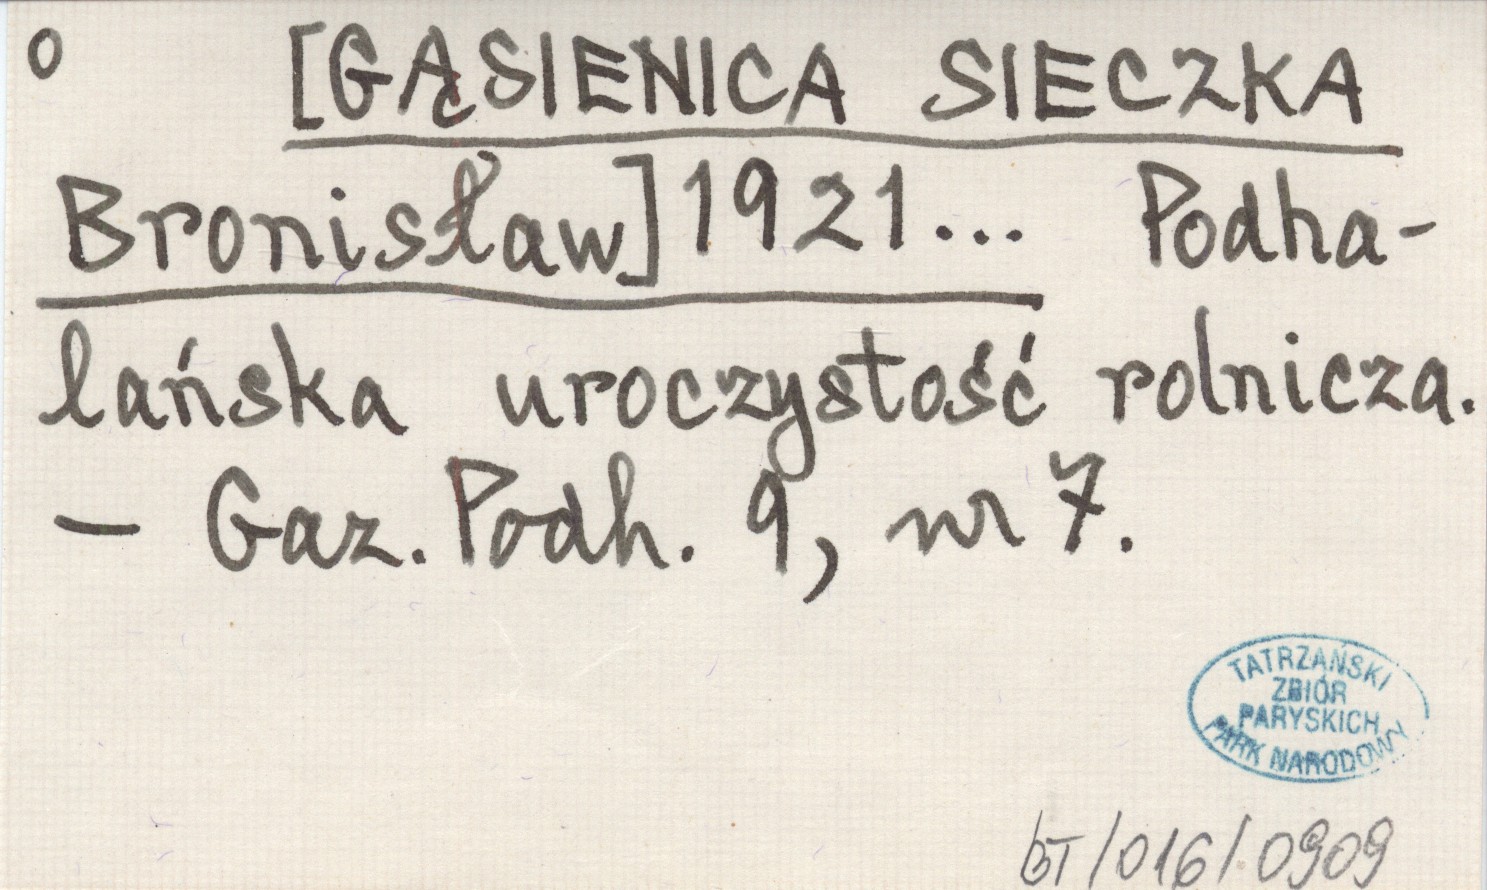 o [GĄSIENICA SIECZKA
Bronisław] 1921... Podha-
lańska uroczystość rolnicza.
— Gaz. Podh. 9, nr 7.
TATRZAŃSKI
ZBIÓR
PARYSKICH
PARK NARODOWY
BT/016/0909